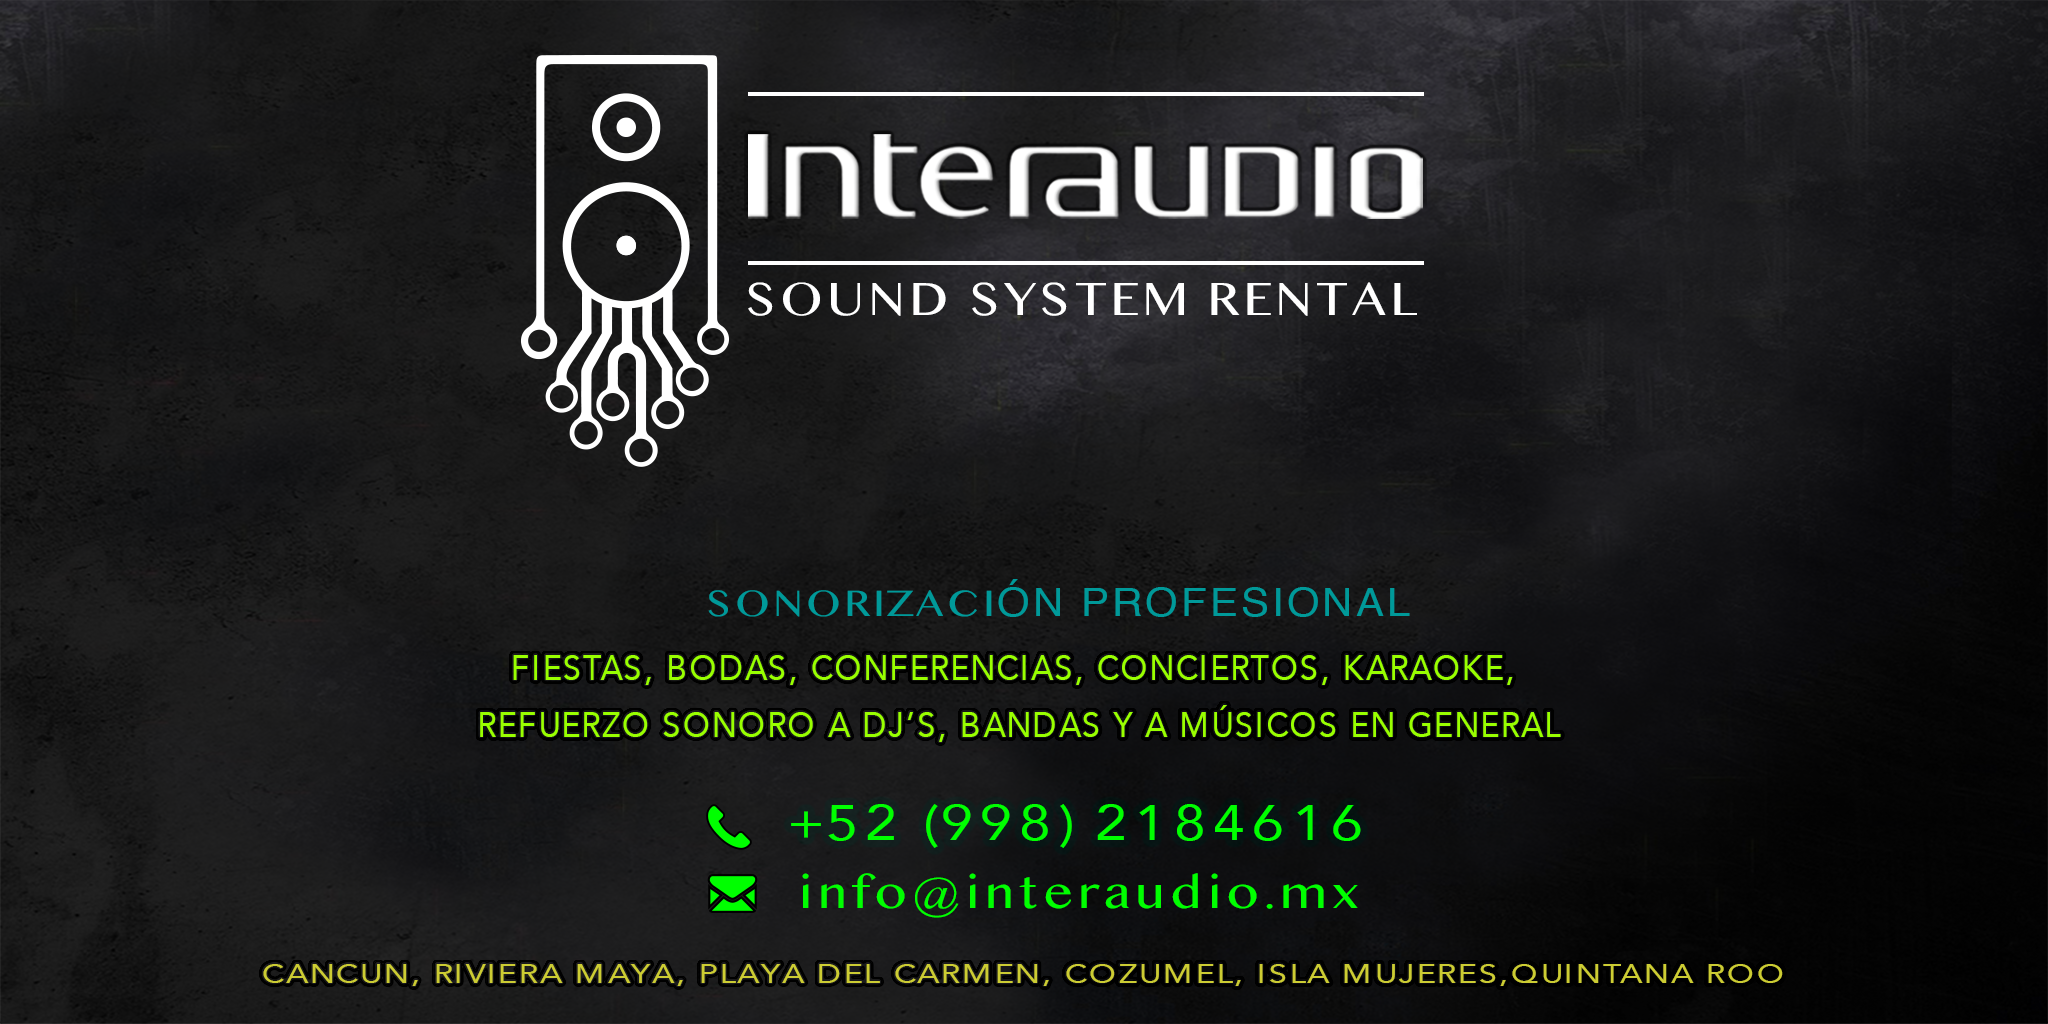 Interaudio
SOUND SYSTEM RENTAL
SONORIZACIÓN PROFESIONAL
FIESTAS, BODAS, CONFERENCIAS, CONCIERTOS, KARAOKE,
REFUERZO SONORO A DJ’S, BANDAS Y A MÚSICOS EN GENERAL
+52 (998) 2184616
info@interaudio.mx
CANCUN, RIVIERA MAYA, PLAYA DEL CARMEN, COZUMEL, ISLA MUJERES,QUINTANA ROO